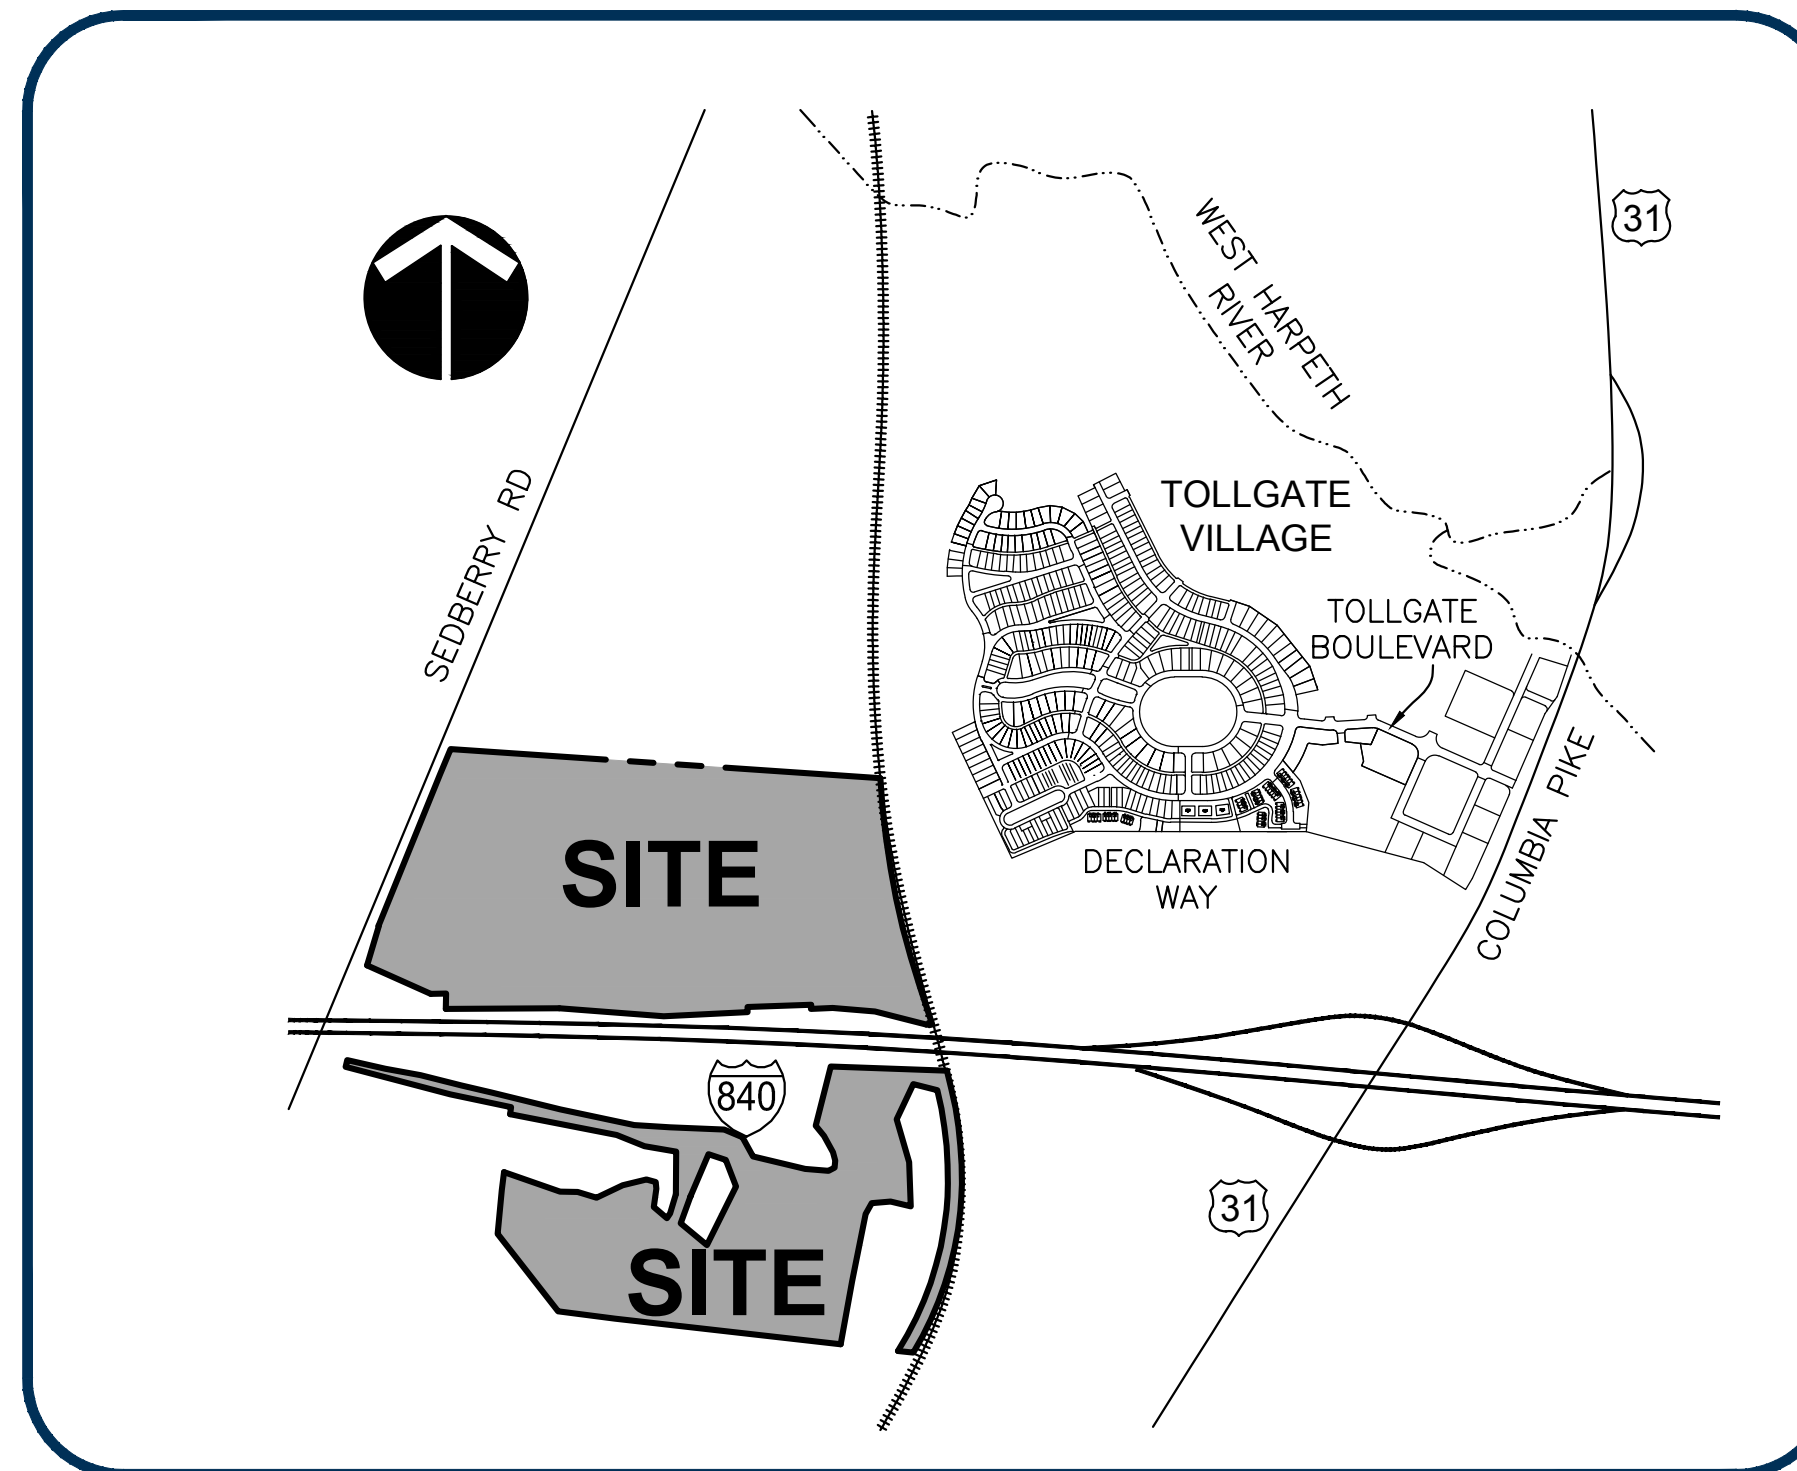 31
WEST HARPETH
RIVER
SEDBERRY RD
TOLLGATE
VILLAGE
TOLLGATE
BOULEVARD
COLUMBIA PIKE
SITE
DECLARATION
WAY
840
31
SITE